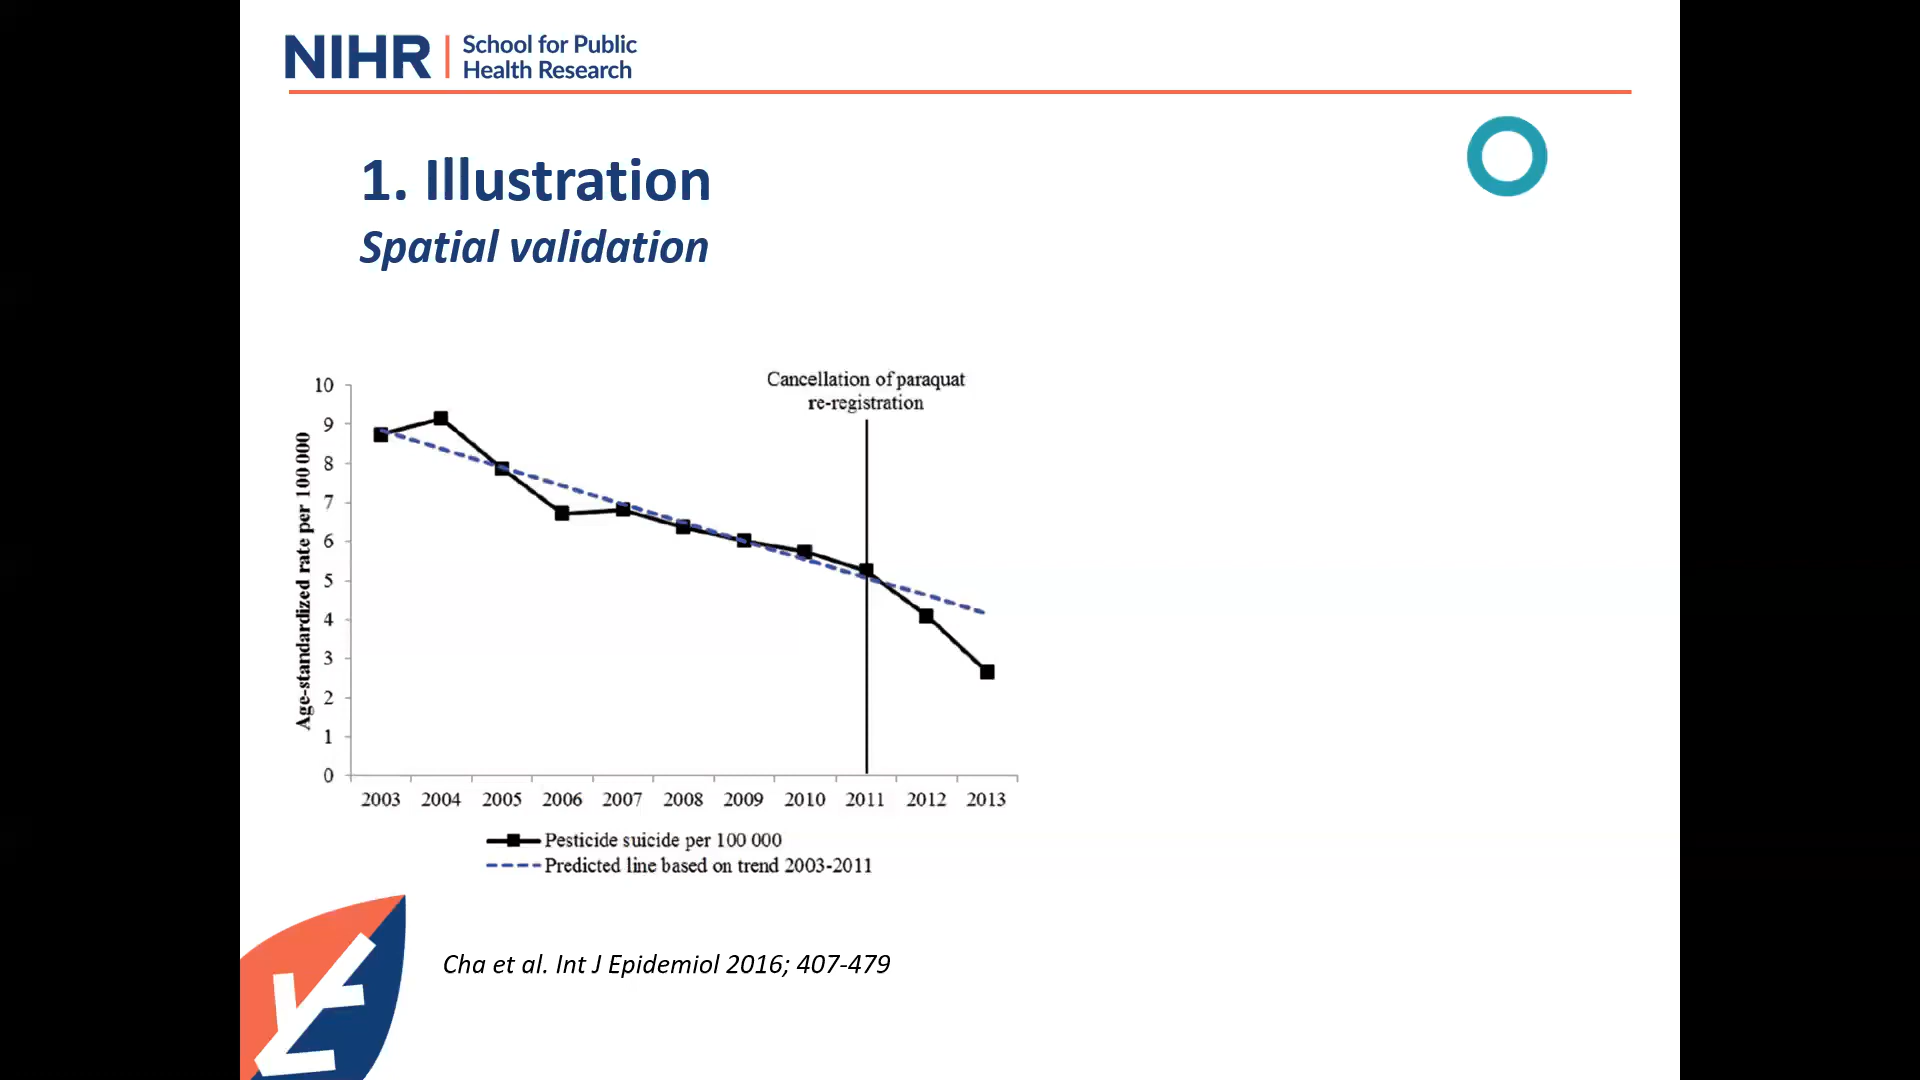 NIHR | School for Public
Health Research
1. Illustration
Spatial validation
Cancellation of paraquat
re-registration
Age-standardized rate per 100 000
10
9
8
7
6
5
4
3
2
1
0
2003 2004 2005 2006 2007 2008 2009 2010 2011 2012 2013
Pesticide suicide per 100 000
Predicted line based on trend 2003-2011
Cha et al. Int J Epidemiol 2016; 407-479